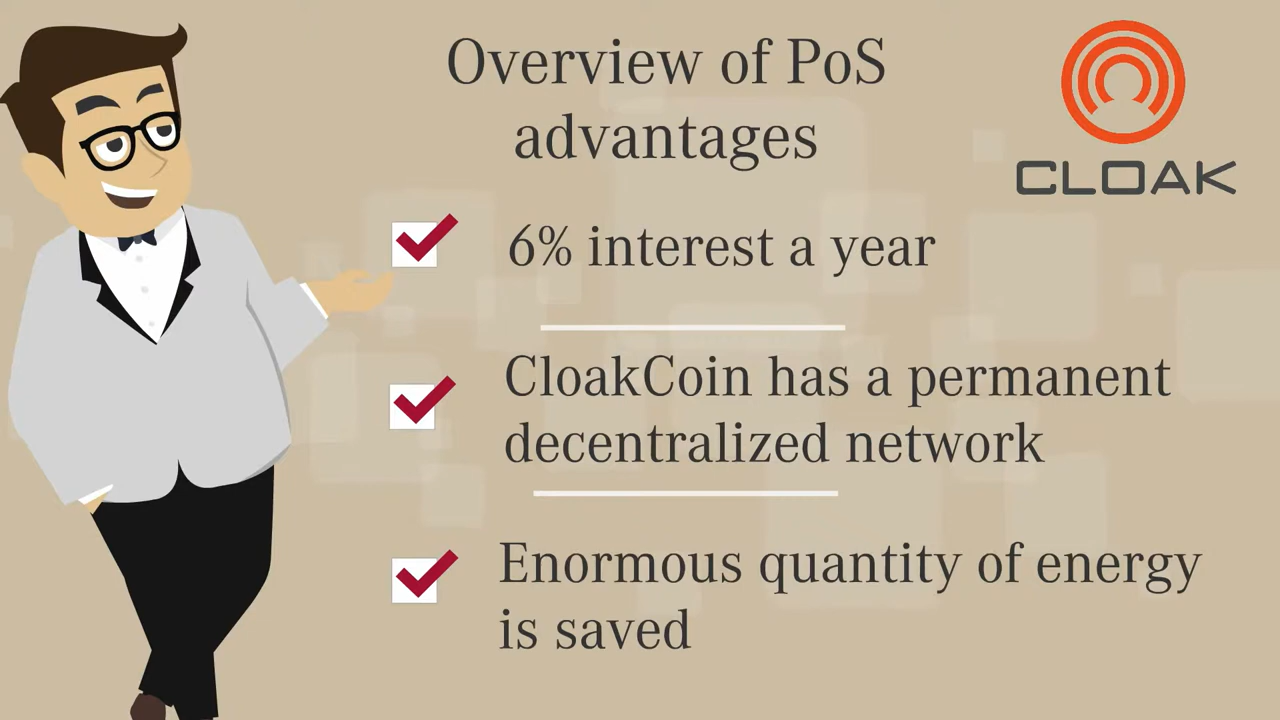 Overview of PoS
advantages
CLOAK
6% interest a year
CloakCoin has a permanent
decentralized network
Enormous quantity of energy
is saved